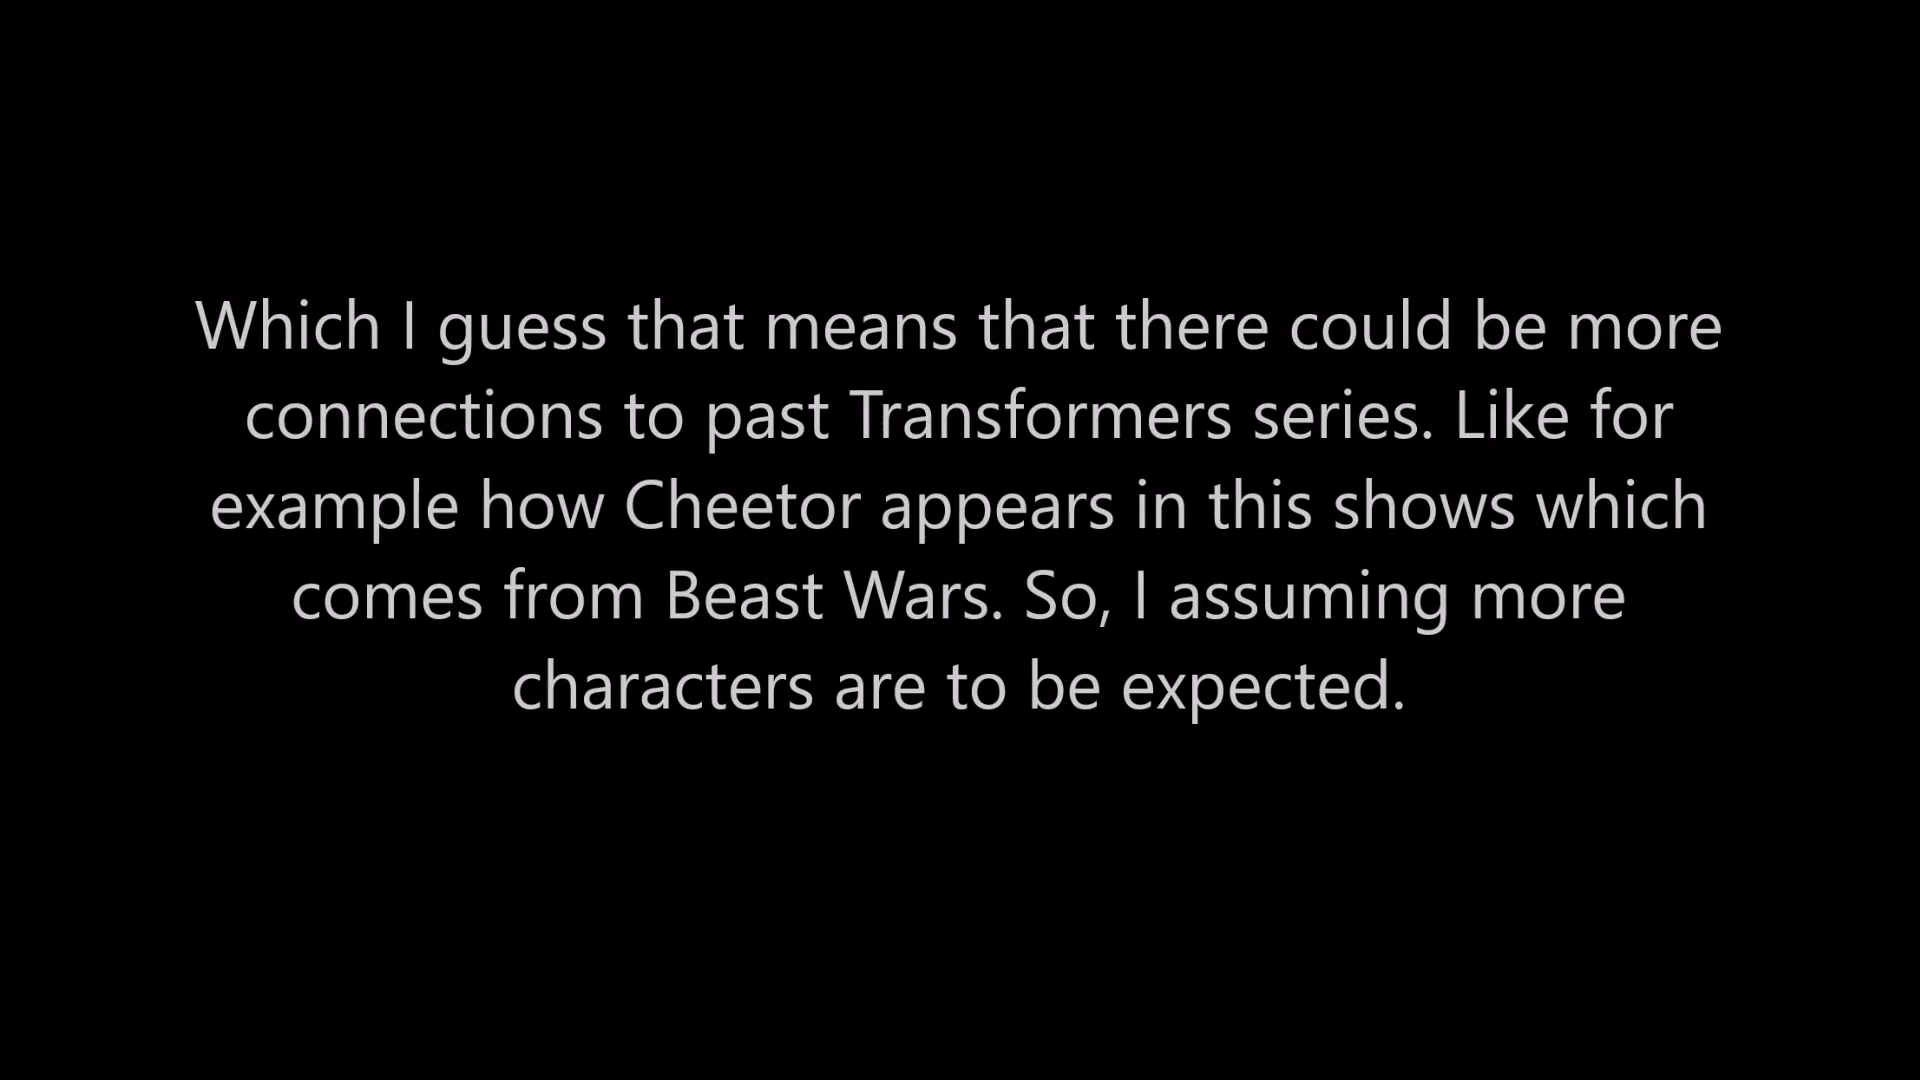 Which I guess that means that there could be more
connections to past Transformers series. Like for
example how Cheetor appears in this shows which
comes from Beast Wars. So, I assuming more
characters are to be expected.